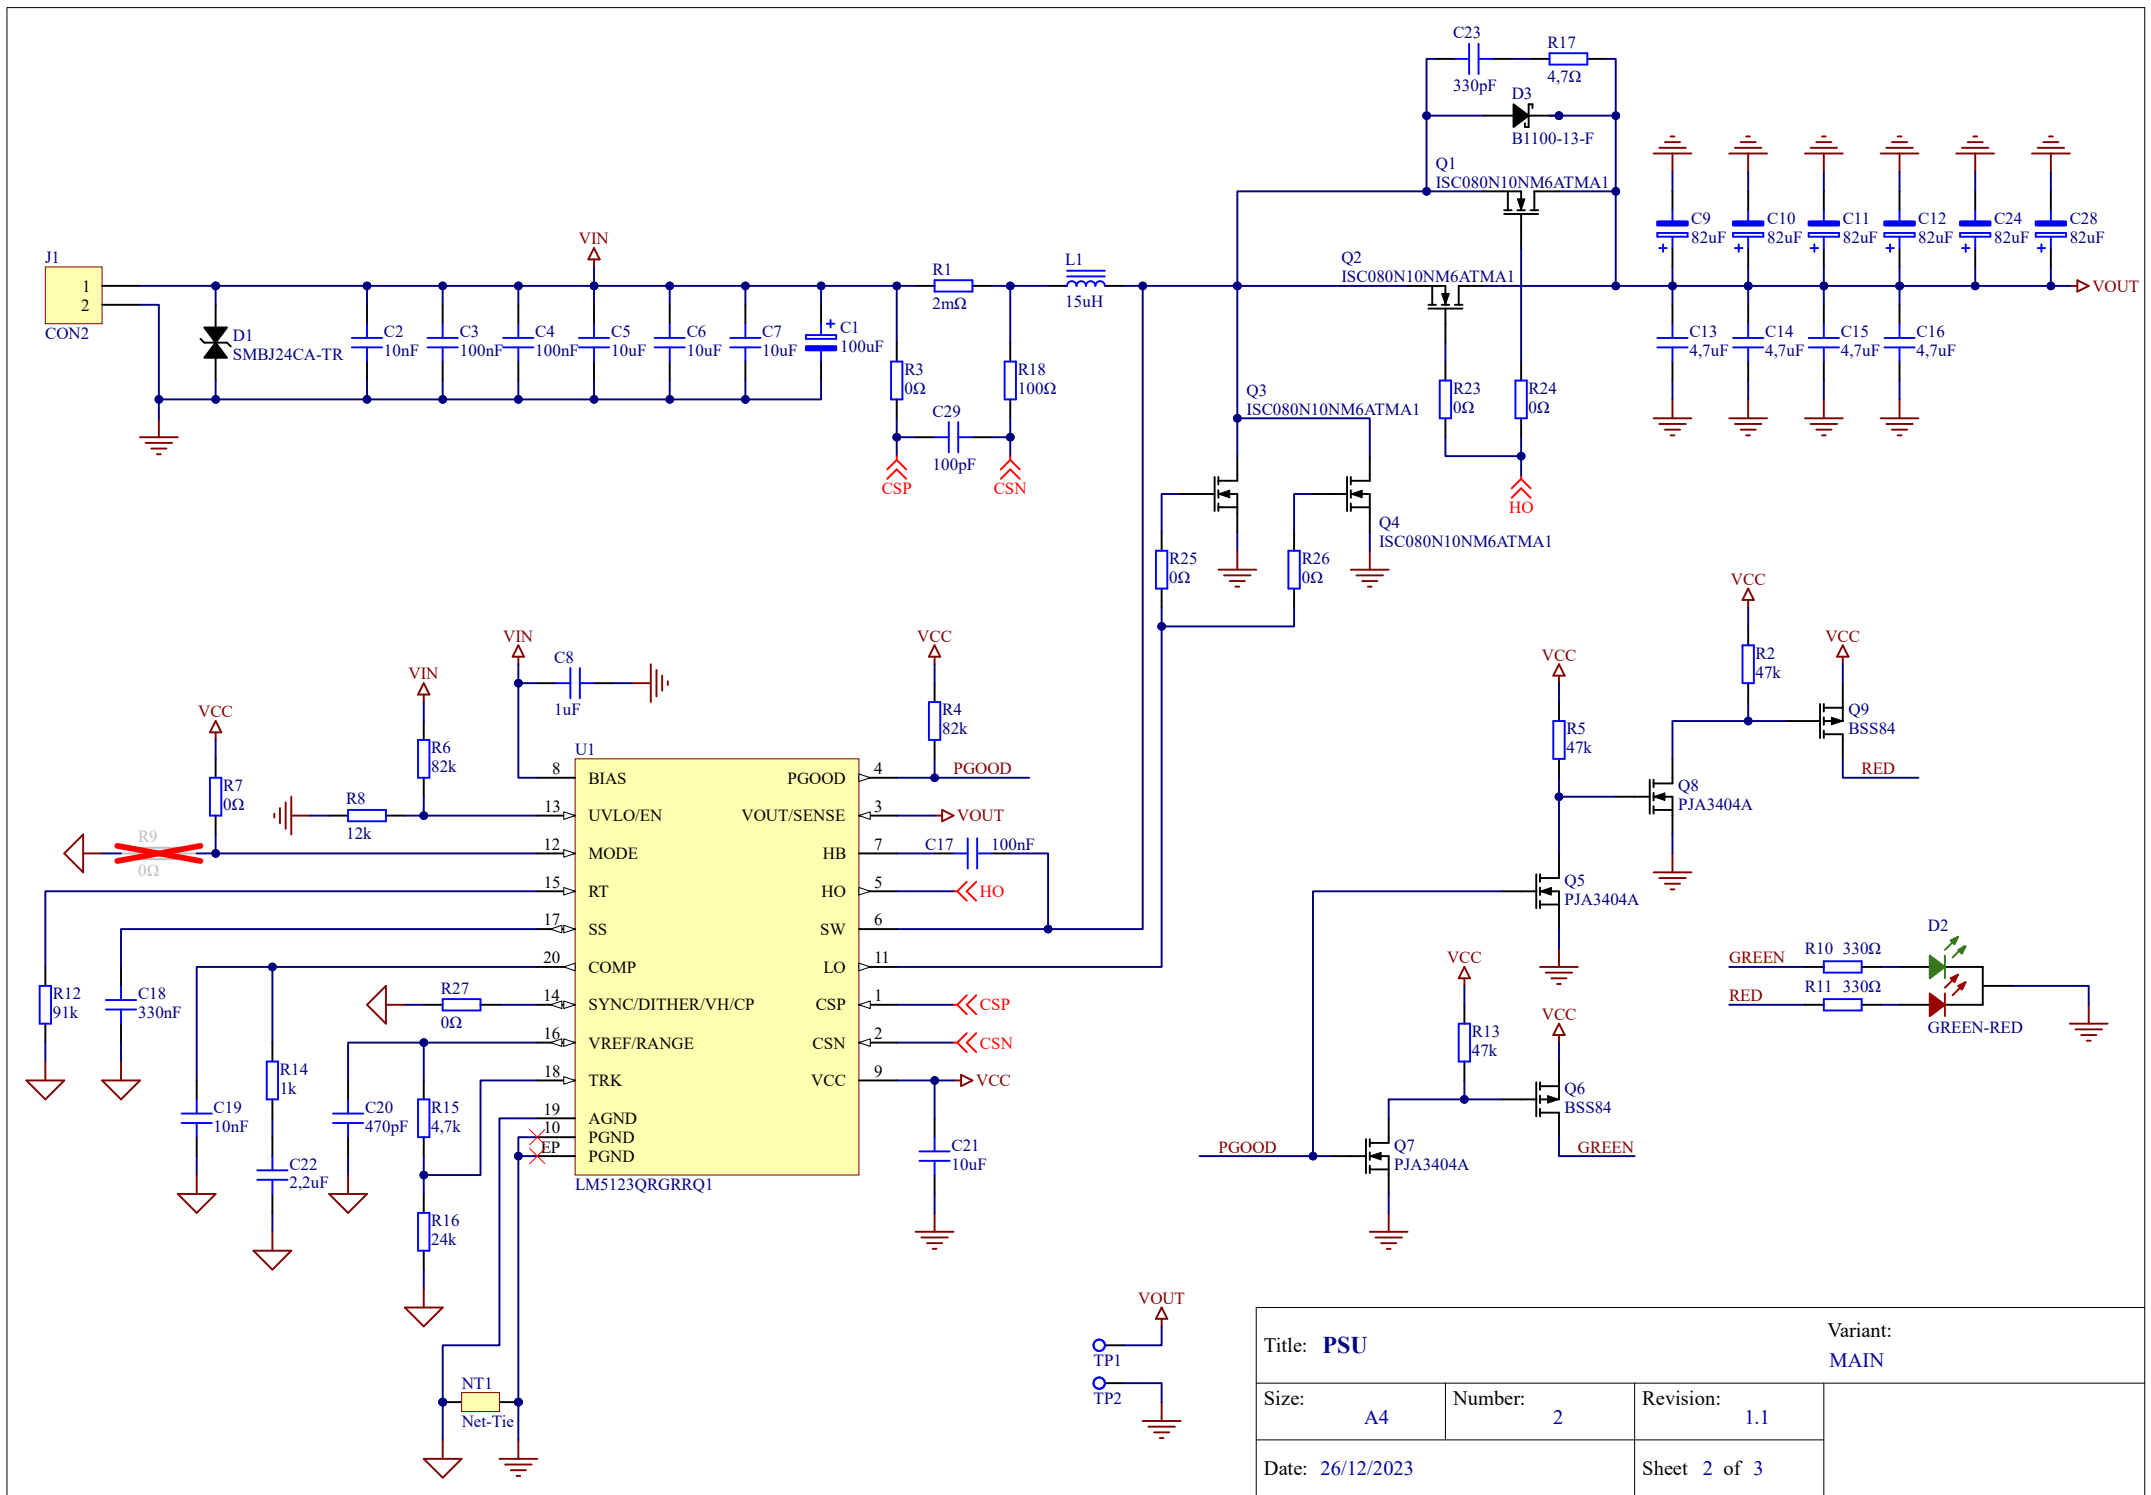 C23
330pF
R17
4,7Ω
D3
B1100-13-F
Q1
ISC080N10NM6ATMA1
J1
1
2
CON2
D1
SMBJ24CA-TR
C2
10nF
C3
100nF
C4
100nF
VIN
C5
10uF
C6
10uF
C7
10uF
+
C1
100uF
R1
2mΩ
R3
0Ω
R18
100Ω
C29
100pF
CSP
CSN
L1
15uH
Q2
ISC080N10NM6ATMA1
Q3
ISC080N10NM6ATMA1
Q4
ISC080N10NM6ATMA1
R23
0Ω
R24
0Ω
HO
R25
0Ω
R26
0Ω
C9
82uF
+
C10
82uF
+
C11
82uF
+
C12
82uF
+
C24
82uF
+
C28
82uF
+
VOUT
C13
4,7uF
C14
4,7uF
C15
4,7uF
C16
4,7uF
VIN
C8
1uF
VIN
R6
82k
VCC
R7
0Ω
R8
12k
R9
0Ω
VCC
R4
82k
PGOOD
U1
8 BIAS
13 UVLO/EN
12 MODE
15 RT
17 SS
20 COMP
14 SYNC/DITHER/VH/CP
16 VREF/RANGE
18 TRK
19 AGND
10 PGND
EP PGND
PGOOD 4
VOUT/SENSE 3
HB 7
HO 5
SW 6
LO 11
CSP 1
CSN 2
VCC 9
LM5123QRGRRQ1
VOUT
C17 100nF
HO
CSP
CSN
VCC
C21
10uF
R12
91k
C18
330nF
R27
0Ω
C19
10nF
R14
1k
C22
2,2uF
C20
470pF
R15
4,7k
R16
24k
NT1
Net-Tie
VCC
R5
47k
VCC
R2
47k
VCC
Q9
BSS84
RED
Q8
PJA3404A
Q5
PJA3404A
VCC
R13
47k
VCC
Q6
BSS84
GREEN
PGOOD
Q7
PJA3404A
D2
GREEN R10 330Ω
RED R11 330Ω
GREEN-RED
VOUT
TP1
TP2
Title: PSU
Variant:
MAIN
Size:
A4
Number:
2
Revision:
1.1
Date: 26/12/2023
Sheet 2 of 3